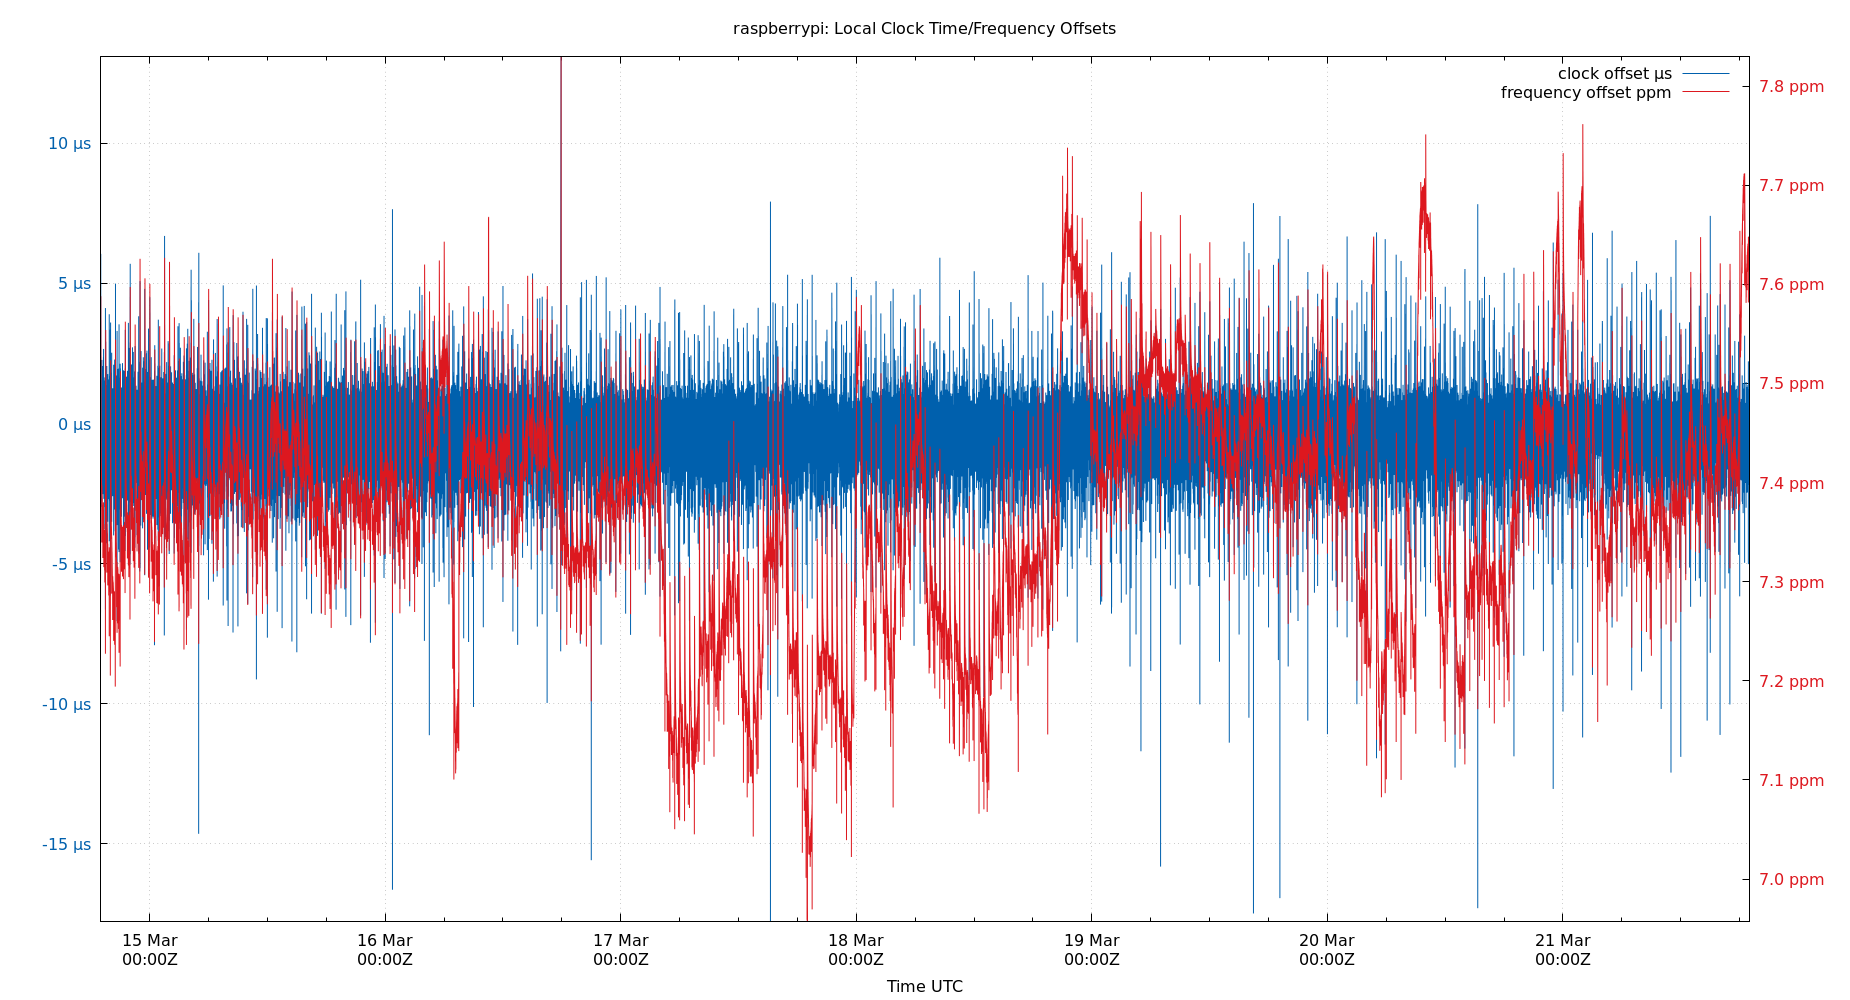 raspberrypi: Local Clock Time/Frequency Offsets
clock offset µs
frequency offset ppm
10 µs
5 µs
0 µs
-5 µs
-10 µs
-15 µs
7.8 ppm
7.7 ppm
7.6 ppm
7.5 ppm
7.4 ppm
7.3 ppm
7.2 ppm
7.1 ppm
7.0 ppm
15 Mar
00:00Z
16 Mar
00:00Z
17 Mar
00:00Z
18 Mar
00:00Z
19 Mar
00:00Z
20 Mar
00:00Z
21 Mar
00:00Z
Time UTC